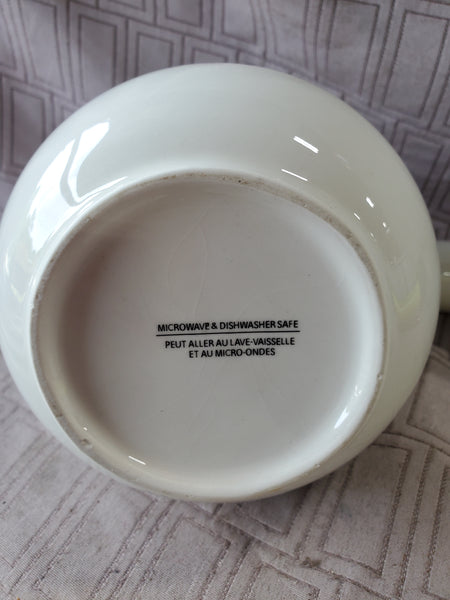 MICROWAVE & DISHWASHER SAFE
PEUT ALLER AU LAVE-VAISSELLE
ET AU MICRO-ONDES